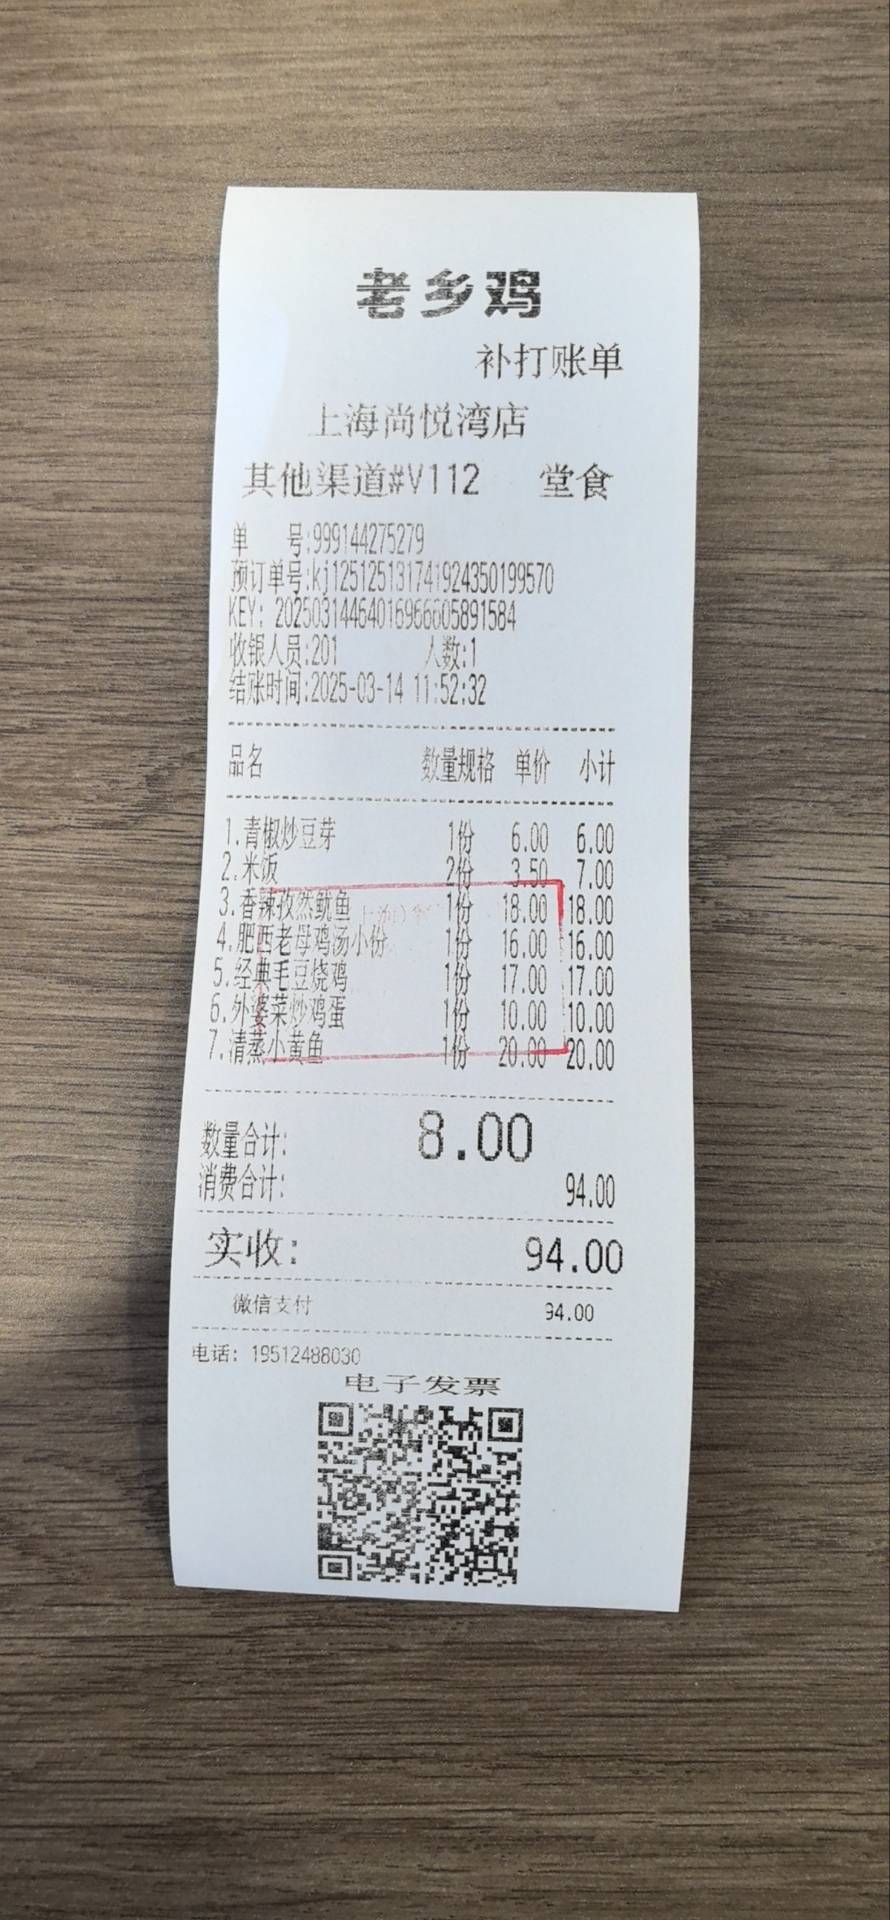 老乡鸡
补打账单
上海尚悦湾店
其他渠道#V112 堂食
单 号:999144275279
预订单号:kj125125131741924350199570
KEY: 20250314464016966605891584
收银人员:201 人数:1
结账时间:2025-03-14 11:52:32
品名 数量规格 单价 小计
1.青椒炒豆芽 1份 6.00 6.00
2.米饭 2份 3.50 7.00
3.香辣孜然鱿鱼 1份 18.00 18.00
4.肥西老母鸡汤小份 1份 16.00 16.00
5.经典毛豆烧鸡 1份 17.00 17.00
6.外婆菜炒鸡蛋 1份 10.00 10.00
7.清蒸小黄鱼 1份 20.00 20.00
数量合计: 8.00
消费合计: 94.00
实收: 94.00
微信支付 94.00
电话: 19512488030
电子发票